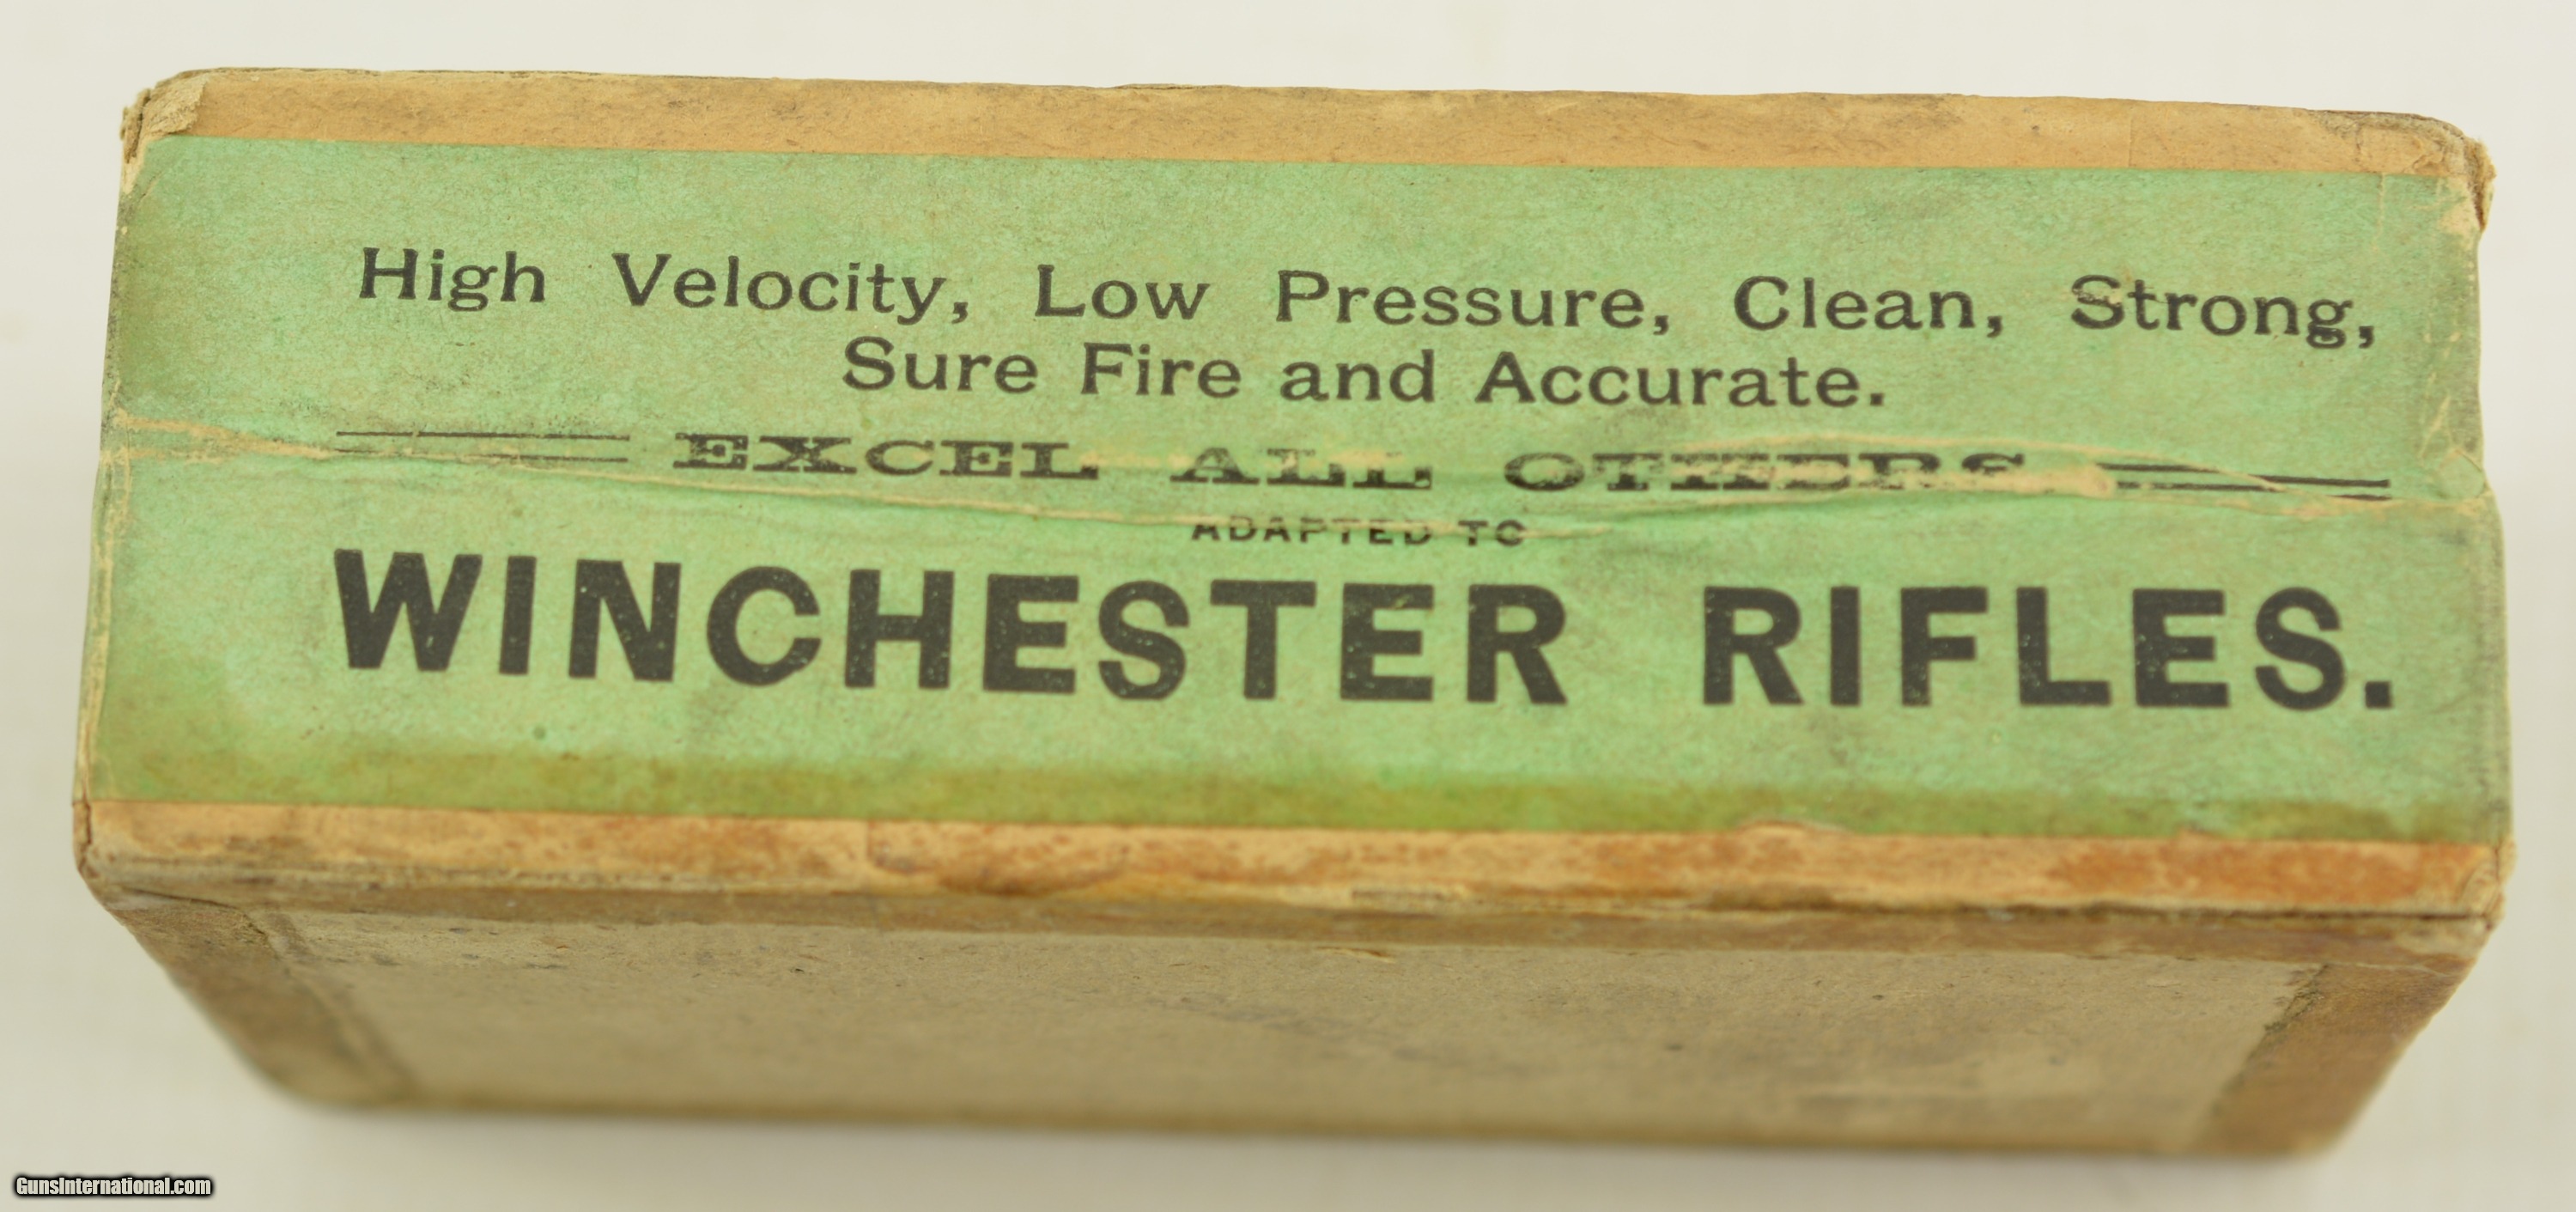 High Velocity, Low Pressure, Clean, Strong,
Sure Fire and Accurate.
EXCEL ALL OTHERS
ADAPTED TO
WINCHESTER RIFLES.
GunsInternational.com